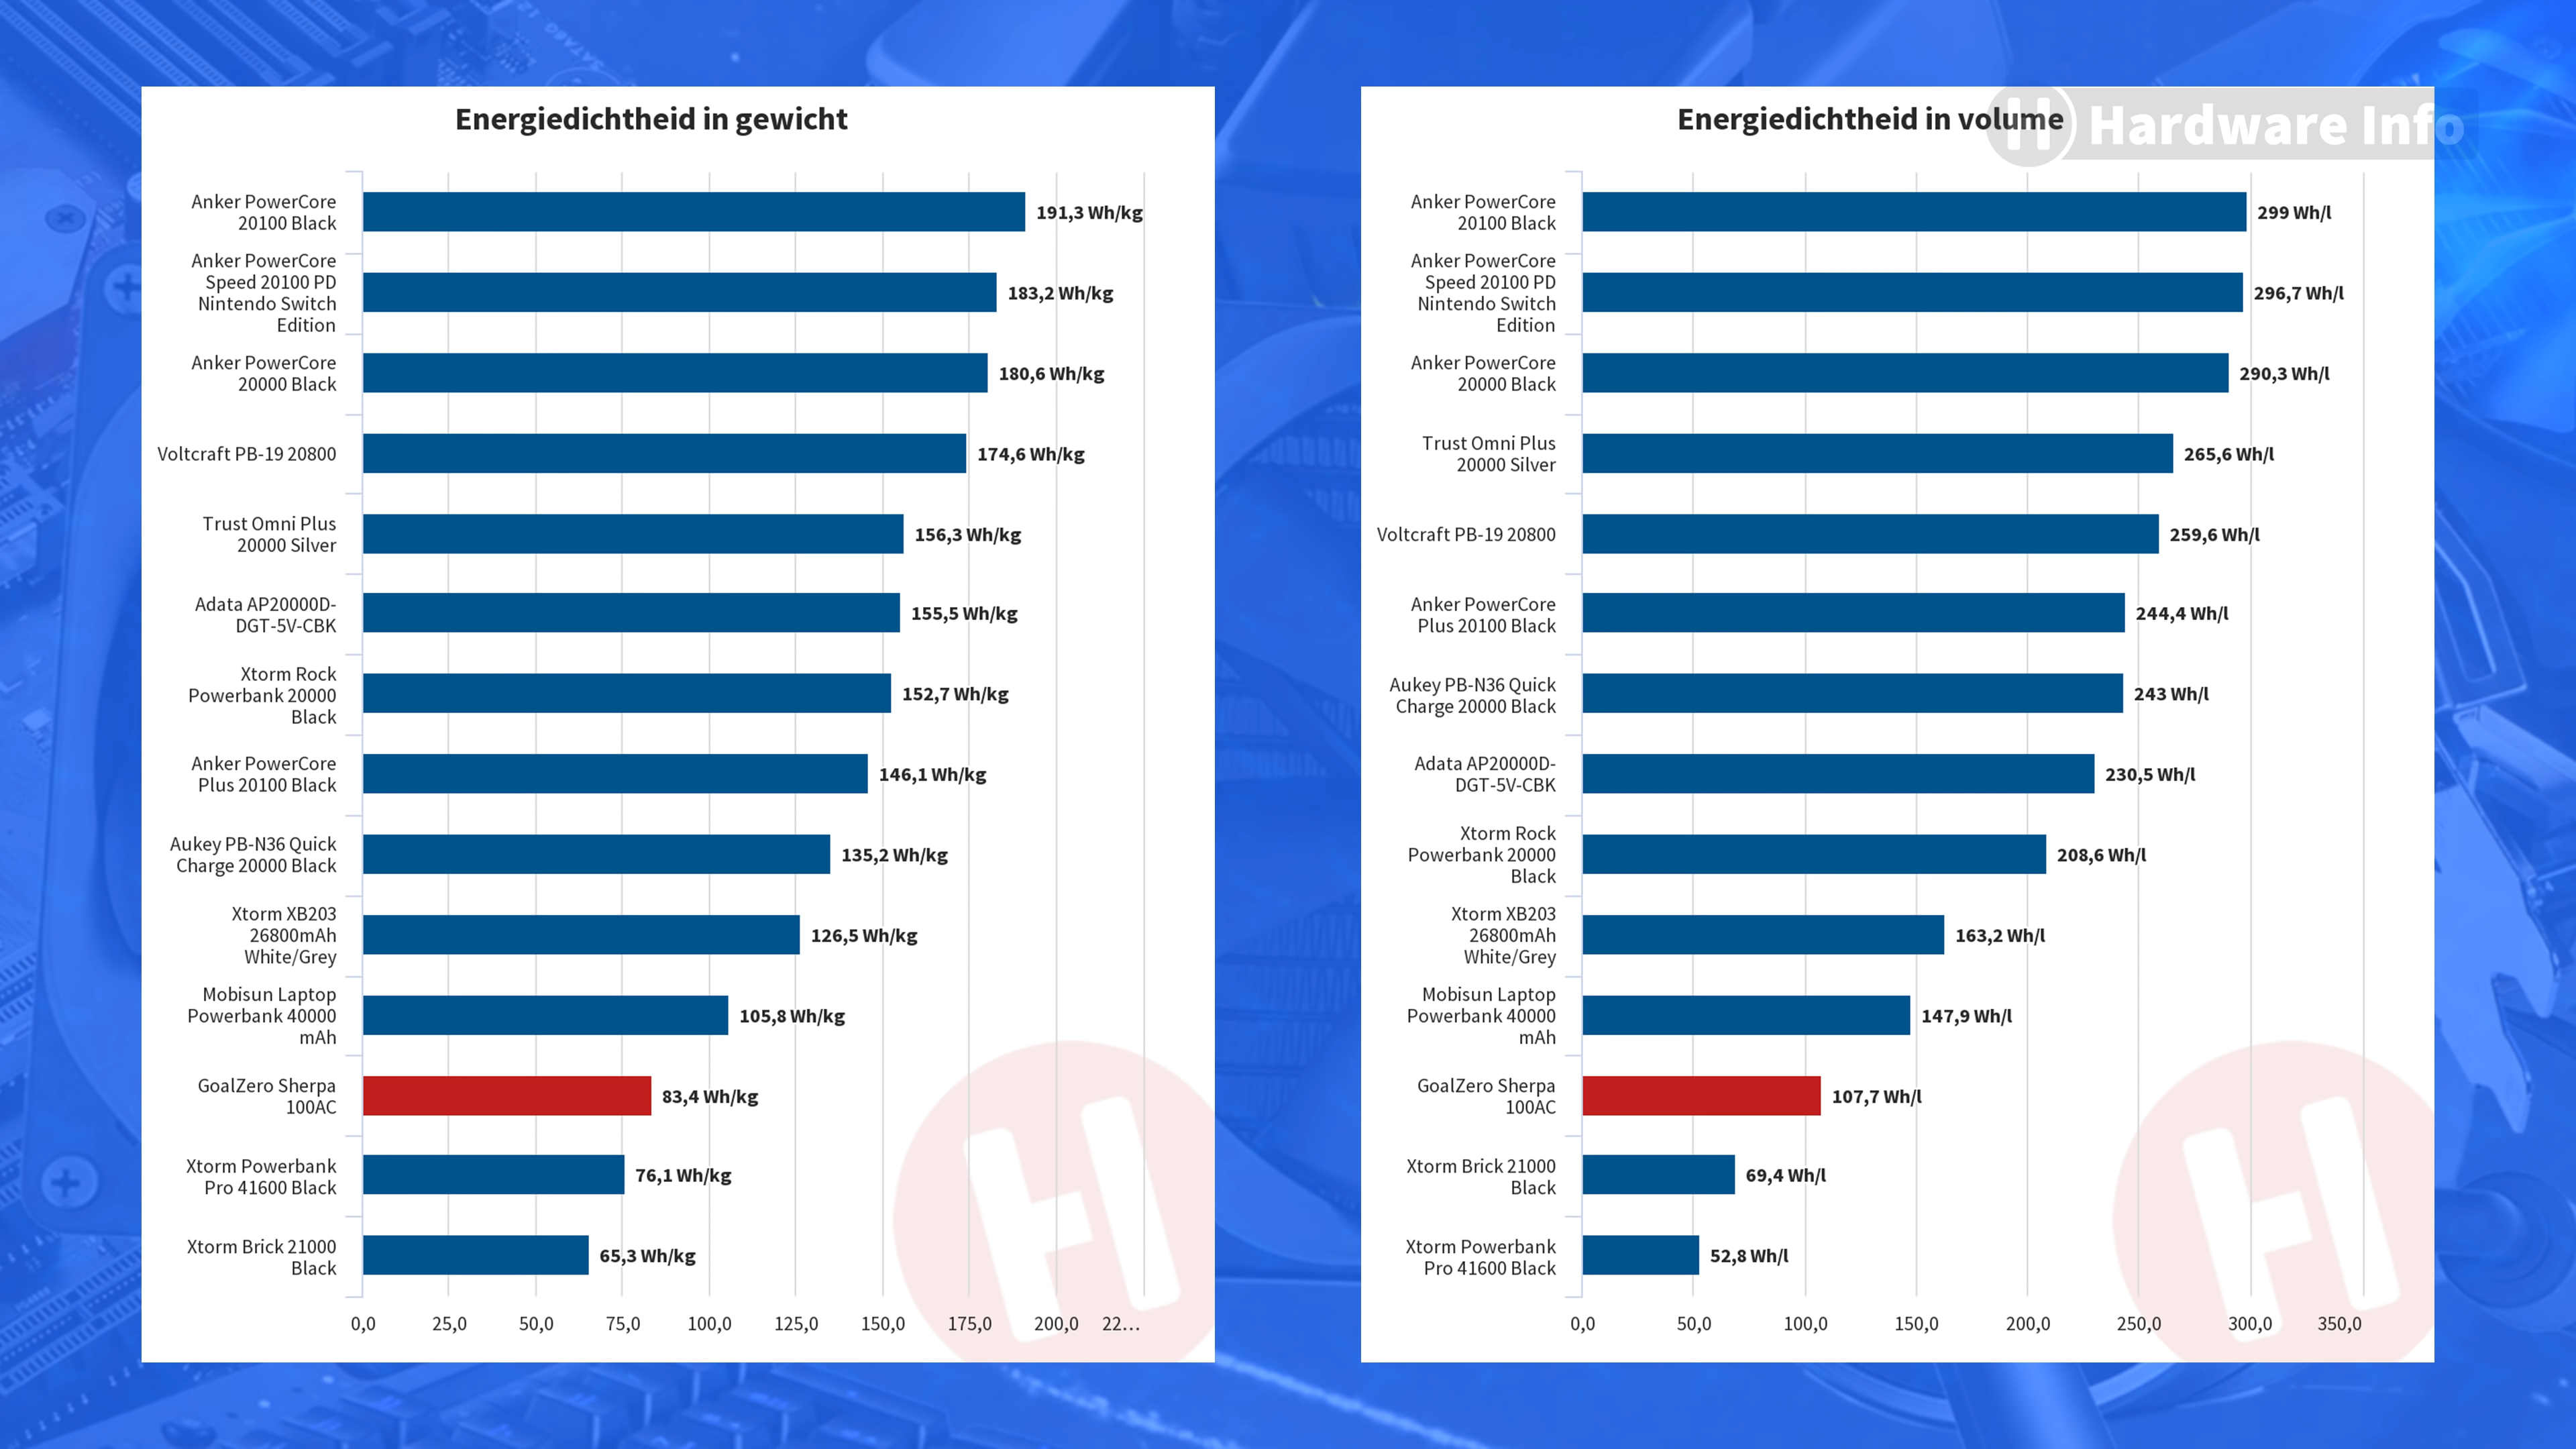 Energiedichtheid in gewicht
Anker PowerCore
20100 Black
191,3 Wh/kg
Anker PowerCore
Speed 20100 PD
Nintendo Switch
Edition
183,2 Wh/kg
Anker PowerCore
20000 Black
180,6 Wh/kg
Voltcraft PB-19 20800
174,6 Wh/kg
Trust Omni Plus
20000 Silver
156,3 Wh/kg
Adata AP20000D-
DGT-5V-CBK
155,5 Wh/kg
Xtorm Rock
Powerbank 20000
Black
152,7 Wh/kg
Anker PowerCore
Plus 20100 Black
146,1 Wh/kg
Aukey PB-N36 Quick
Charge 20000 Black
135,2 Wh/kg
Xtorm XB203
26800mAh
White/Grey
126,5 Wh/kg
Mobisun Laptop
Powerbank 40000
mAh
105,8 Wh/kg
GoalZero Sherpa
100AC
83,4 Wh/kg
Xtorm Powerbank
Pro 41600 Black
76,1 Wh/kg
Xtorm Brick 21000
Black
65,3 Wh/kg
0,0 25,0 50,0 75,0 100,0 125,0 150,0 175,0 200,0 22...
Energiedichtheid in volume
Hardware Info
Anker PowerCore
20100 Black
299 Wh/l
Anker PowerCore
Speed 20100 PD
Nintendo Switch
Edition
296,7 Wh/l
Anker PowerCore
20000 Black
290,3 Wh/l
Trust Omni Plus
20000 Silver
265,6 Wh/l
Voltcraft PB-19 20800
259,6 Wh/l
Anker PowerCore
Plus 20100 Black
244,4 Wh/l
Aukey PB-N36 Quick
Charge 20000 Black
243 Wh/l
Adata AP20000D-
DGT-5V-CBK
230,5 Wh/l
Xtorm Rock
Powerbank 20000
Black
208,6 Wh/l
Xtorm XB203
26800mAh
White/Grey
163,2 Wh/l
Mobisun Laptop
Powerbank 40000
mAh
147,9 Wh/l
GoalZero Sherpa
100AC
107,7 Wh/l
Xtorm Brick 21000
Black
69,4 Wh/l
Xtorm Powerbank
Pro 41600 Black
52,8 Wh/l
0,0 50,0 100,0 150,0 200,0 250,0 300,0 350,0